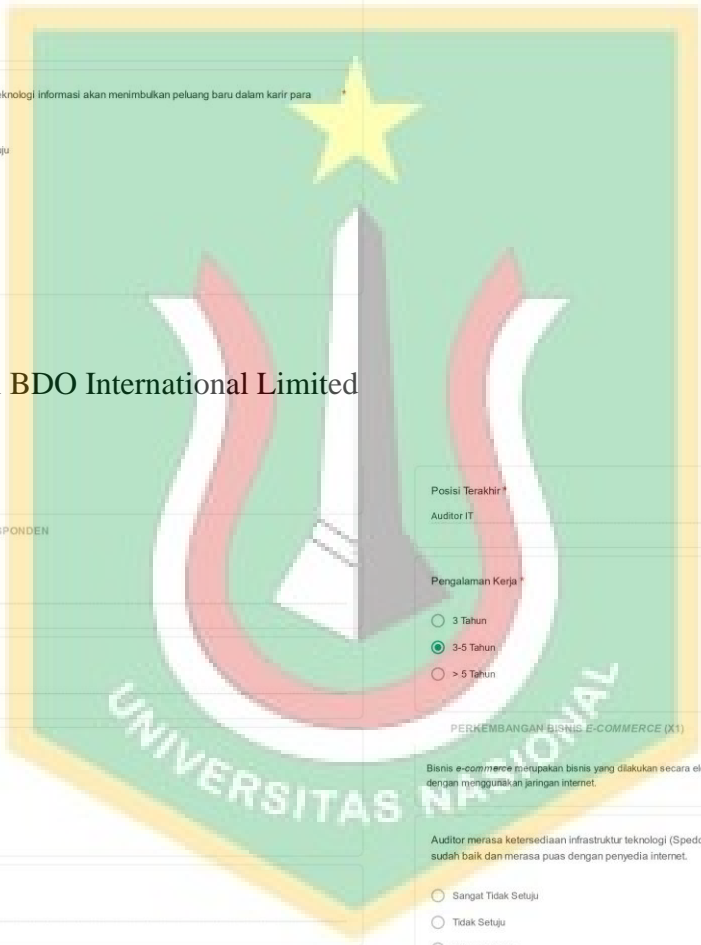 eknologi informasi akan menimbulkan peluang baru dalam karir para *
uju
BDO International Limited
SPONDEN
Posisi Terakhir *
Auditor IT
Pengalaman Kerja *
3 Tahun
3-5 Tahun
> 5 Tahun
PERKEMBANGAN BISNIS E-COMMERCE (X1)
Bisnis e-commerce merupakan bisnis yang dilakukan secara el
dengan menggunakan jaringan internet.
Auditor merasa ketersediaan infrastruktur teknologi (Spedo
sudah baik dan merasa puas dengan penyedia internet.
Sangat Tidak Setuju
Tidak Setuju
UNIVERSITAS NASIONAL